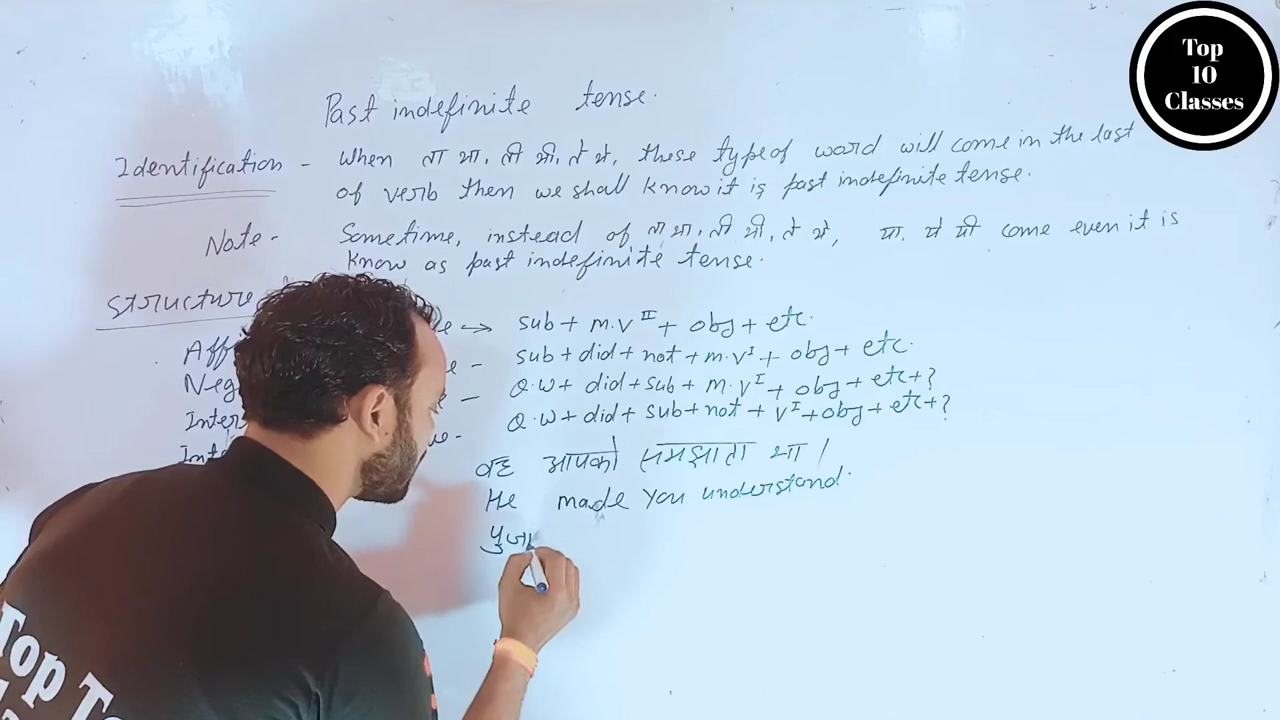 Top
10
Classes
Past indefinite tense.
Identification - When ता था, ती थी, ते थे, these type of word will come in the last
of verb then we shall know it is past indefinite tense.
Note - Sometime, instead of ता था, ती थी, ते थे, या, ये यी come even it is
know as past indefinite tense.
Structure
→ sub + m.v II + obj + etc.
Neg - sub + did + not + m.v I + obj + etc.
Inter - Q.w + did + sub + m.v I + obj + etc + ?
Q.w + did + sub + not + v I + obj + etc + ?
वह आपको समझाता था /
He made you understand.
पुजा
Top